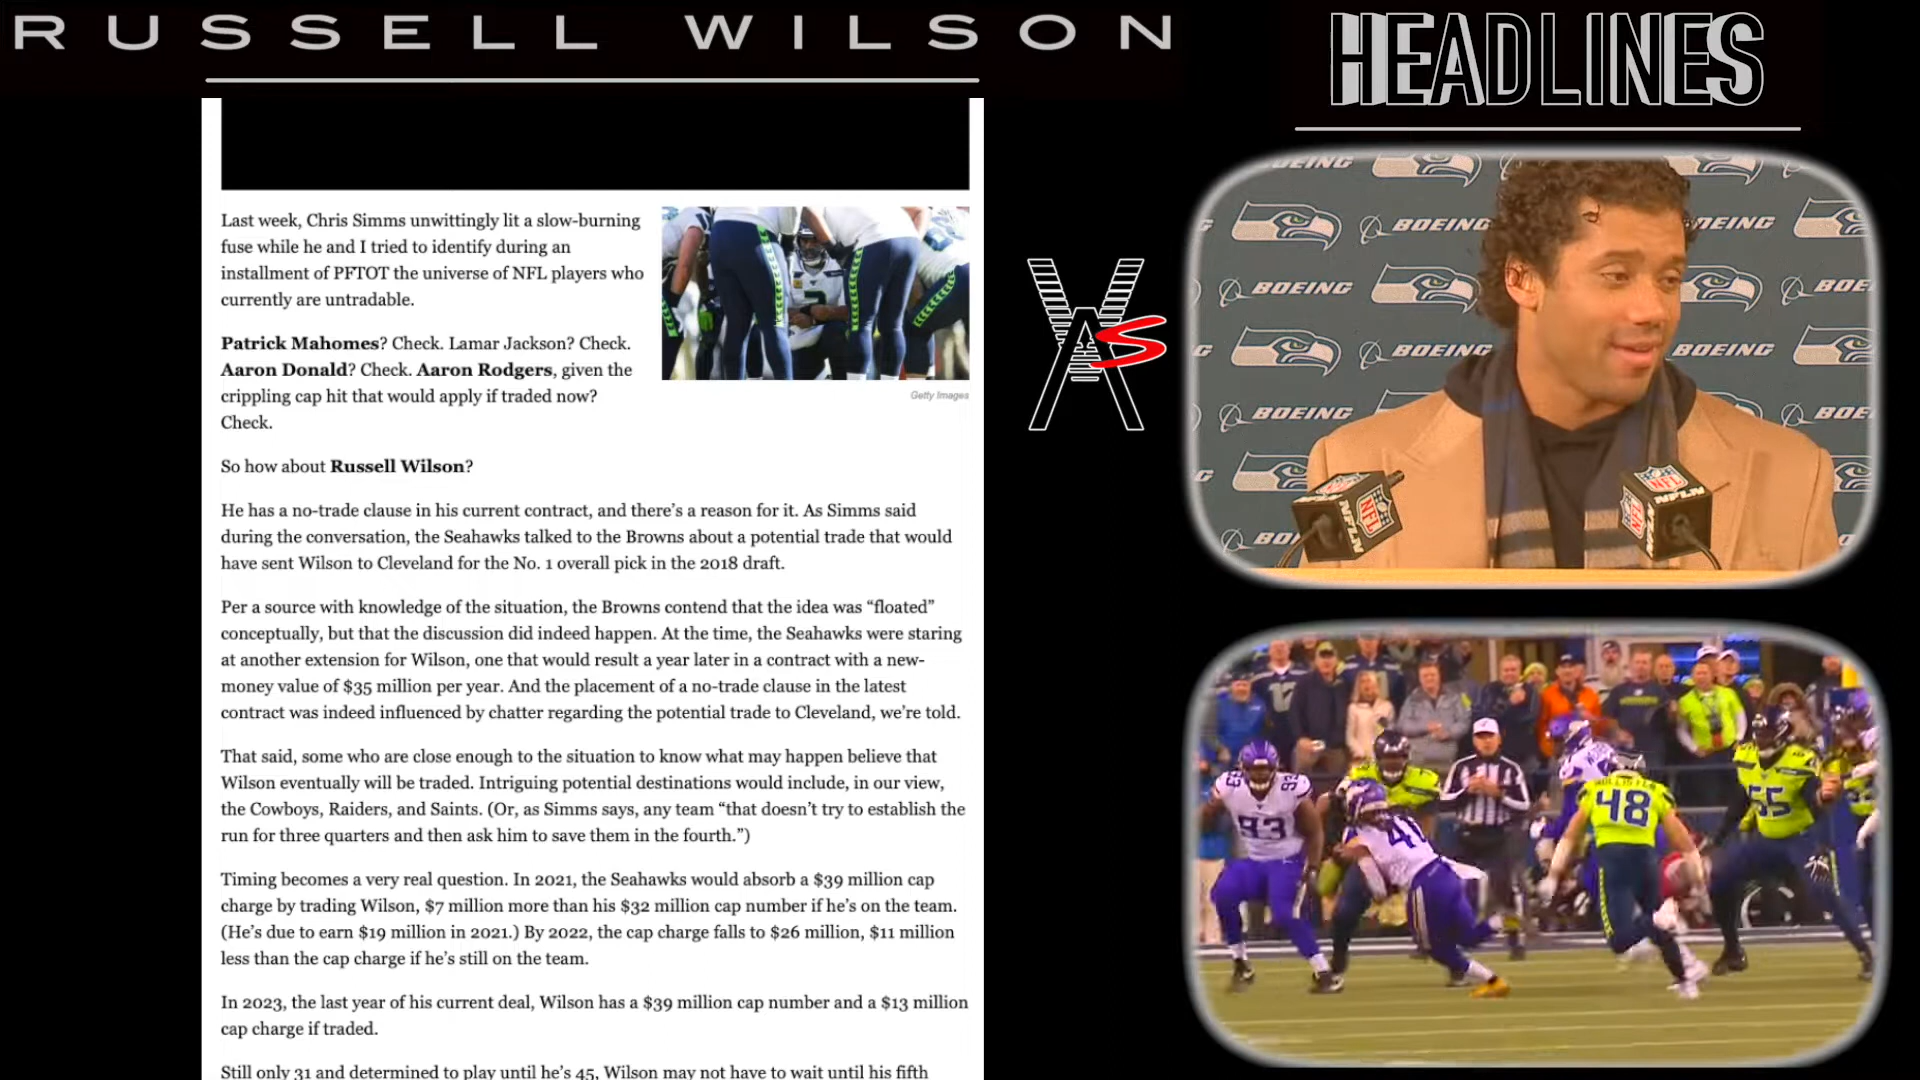 RUSSELL WILSON
HEADLINES
Last week, Chris Simms unwittingly lit a slow-burning
fuse while he and I tried to identify during an
installment of PFTOT the universe of NFL players who
currently are untradable.
Patrick Mahomes? Check. Lamar Jackson? Check.
Aaron Donald? Check. Aaron Rodgers, given the
crippling cap hit that would apply if traded now?
Check.
Getty Images
So how about Russell Wilson?
He has a no-trade clause in his current contract, and there's a reason for it. As Simms said
during the conversation, the Seahawks talked to the Browns about a potential trade that would
have sent Wilson to Cleveland for the No. 1 overall pick in the 2018 draft.
Per a source with knowledge of the situation, the Browns contend that the idea was “floated”
conceptually, but that the discussion did indeed happen. At the time, the Seahawks were staring
at another extension for Wilson, one that would result a year later in a contract with a new-
money value of $35 million per year. And the placement of a no-trade clause in the latest
contract was indeed influenced by chatter regarding the potential trade to Cleveland, we're told.
That said, some who are close enough to the situation to know what may happen believe that
Wilson eventually will be traded. Intriguing potential destinations would include, in our view,
the Cowboys, Raiders, and Saints. (Or, as Simms says, any team “that doesn't try to establish the
run for three quarters and then ask him to save them in the fourth.”)
Timing becomes a very real question. In 2021, the Seahawks would absorb a $39 million cap
charge by trading Wilson, $7 million more than his $32 million cap number if he's on the team.
(He's due to earn $19 million in 2021.) By 2022, the cap charge falls to $26 million, $11 million
less than the cap charge if he's still on the team.
In 2023, the last year of his current deal, Wilson has a $39 million cap number and a $13 million
cap charge if traded.
Still only 31 and determined to play until he's 45, Wilson may not have to wait until his fifth
BOEING
BOEING
BOEING
BOEING
BOEING
BOEING
BOEING
BOEING
NFL
NFLN
NFL
NFLN
93
93
41
48
55